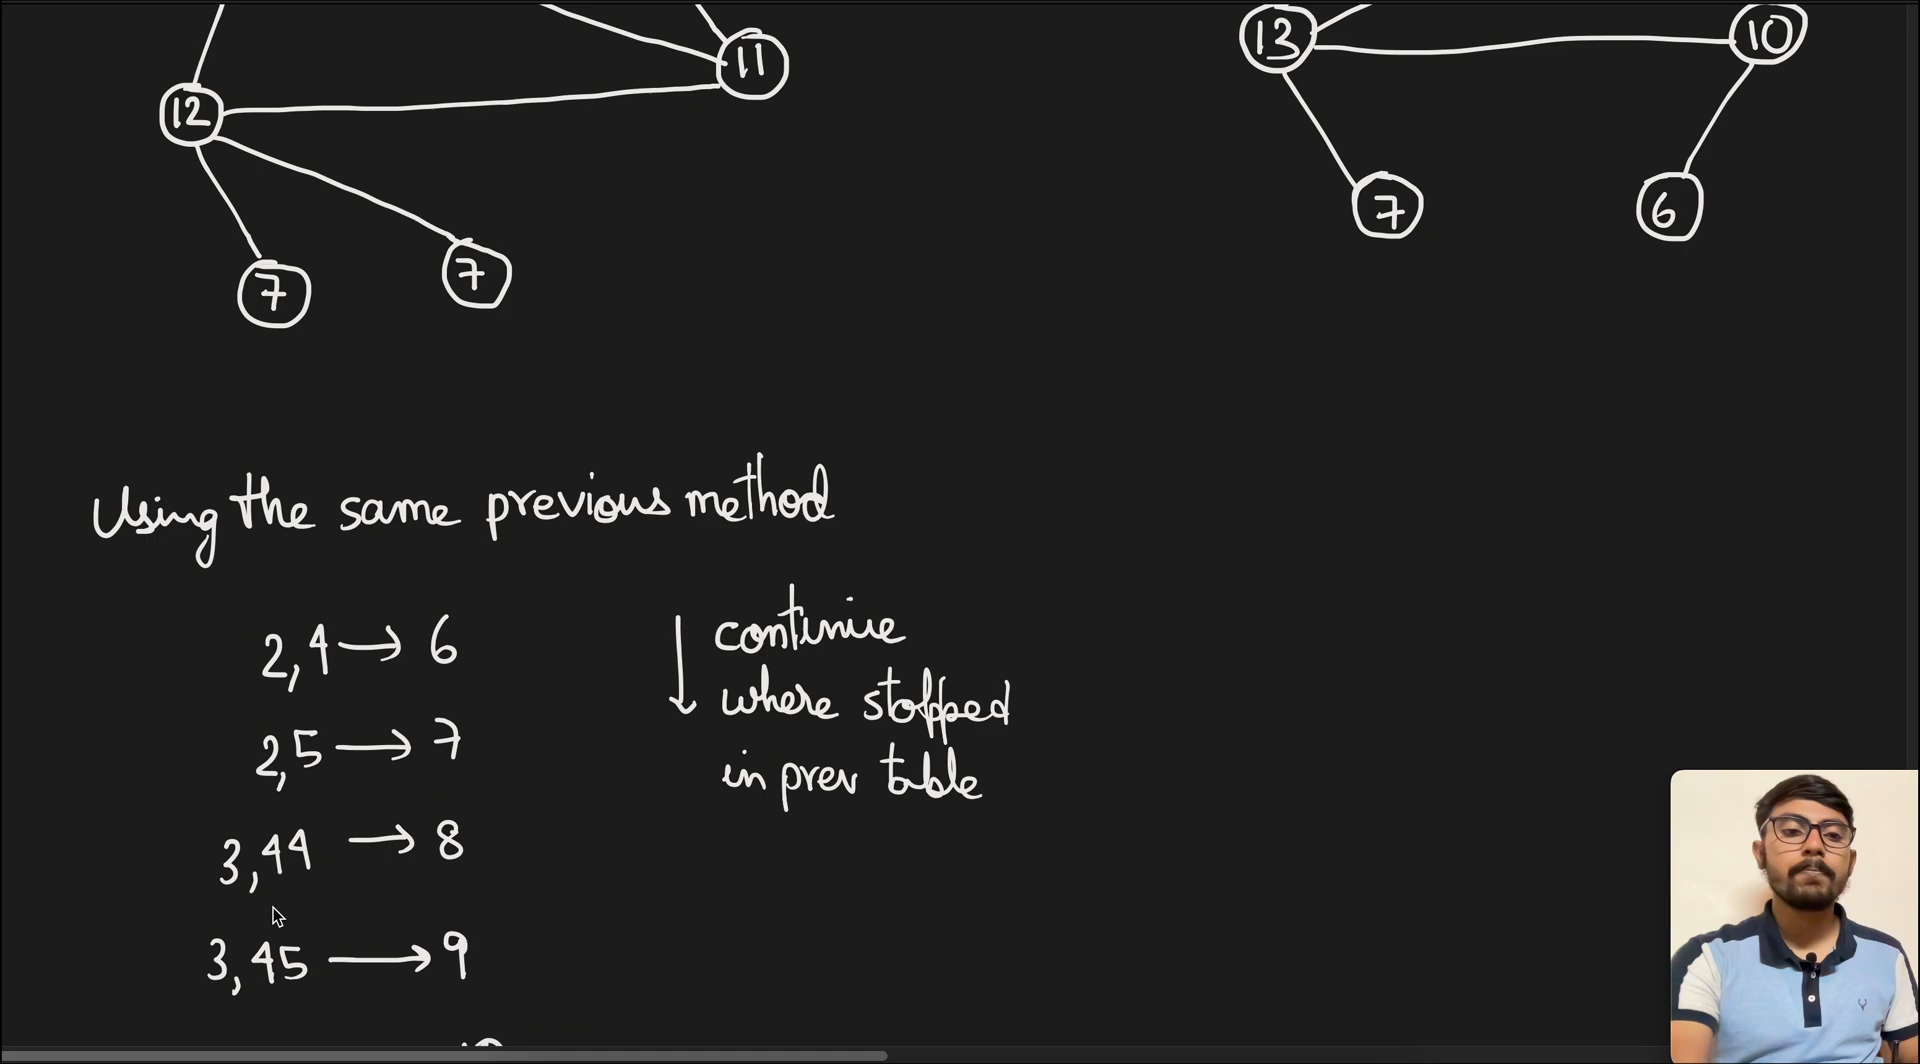 11
12
7
7
13
10
7
6
Using the same previous method
2,4 → 6
2,5 → 7
3,44 → 8
3,45 → 9
continue
where stopped
in prev table